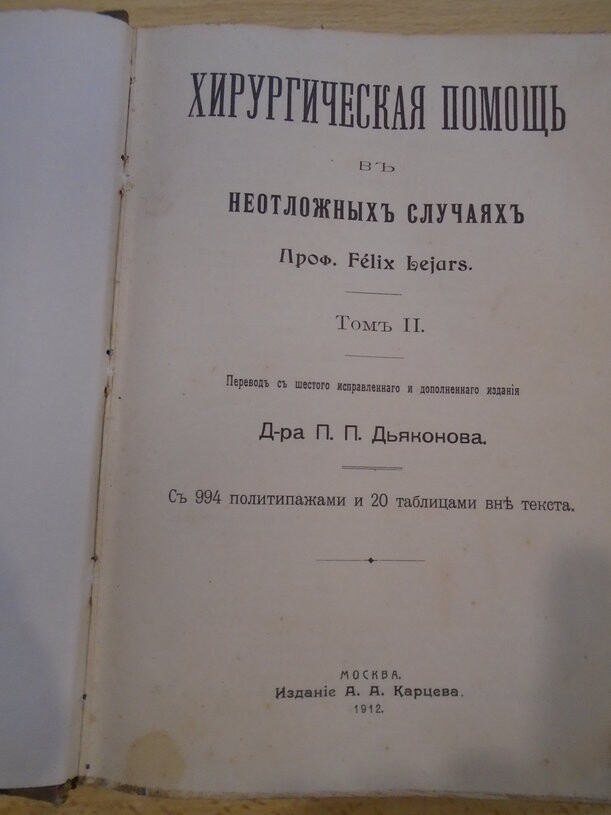 ХИРУРГИЧЕСКАЯ ПОМОЩЬ
ВЪ
НЕОТЛОЖНЫХЪ СЛУЧАЯХЪ
Проф. Félix Lejars.
Томъ II.
Переводъ съ шестого исправленнаго и дополненнаго изданія
Д-ра П. П. Дьяконова.
Съ 994 политипажами и 20 таблицами внѣ текста.
МОСКВА.
Изданіе А. А. Карцева.
1912.